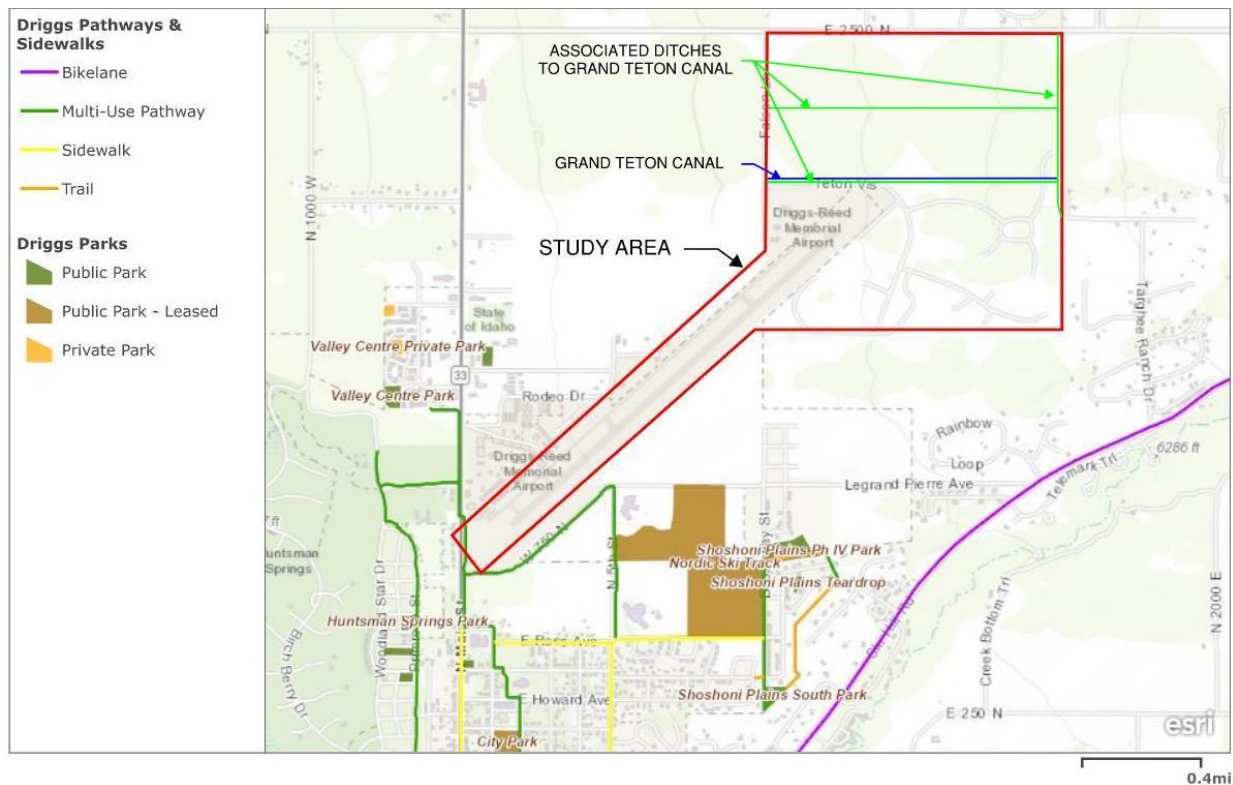 Driggs Pathways &
Sidewalks
Bikelane
Multi-Use Pathway
Sidewalk
Trail
Driggs Parks
Public Park
Public Park - Leased
Private Park
E 2500 N
ASSOCIATED DITCHES
TO GRAND TETON CANAL
GRAND TETON CANAL
Teton Vis
N 1000 W
Driggs-Reed
Memorial
Airport
STUDY AREA
State
of Idaho
Targhee Ranch Dr
Valley Centre Private Park
33
Valley Centre Park
Rodeo Dr
Rainbow
Loop
6286 ft
Telemark Trl
Driggs-Reed
Memorial
Airport
Legrand Pierre Ave
untsman
Springs
W 750 N
N 5th St
Shoshoni Plains Ph IV Park
Nordic Ski Track
Shoshoni Plains Teardrop
Woodland Star Dr
Huntsman Springs Park
Birch Berry Dr
Creek Bottom Trl
N 2000 E
E Howard Ave
Shoshoni Plains South Park
E 250 N
City Park
esri
0.4mi